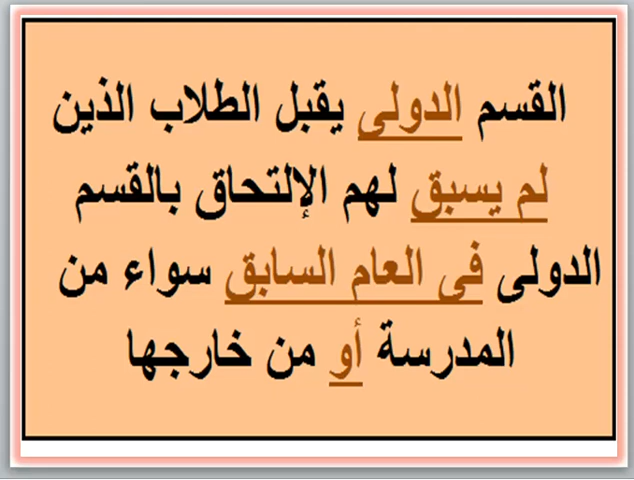 القسم الدولى يقبل الطلاب الذين
لم يسبق لهم الإلتحاق بالقسم
الدولى فى العام السابق سواء من
المدرسة أو من خارجها